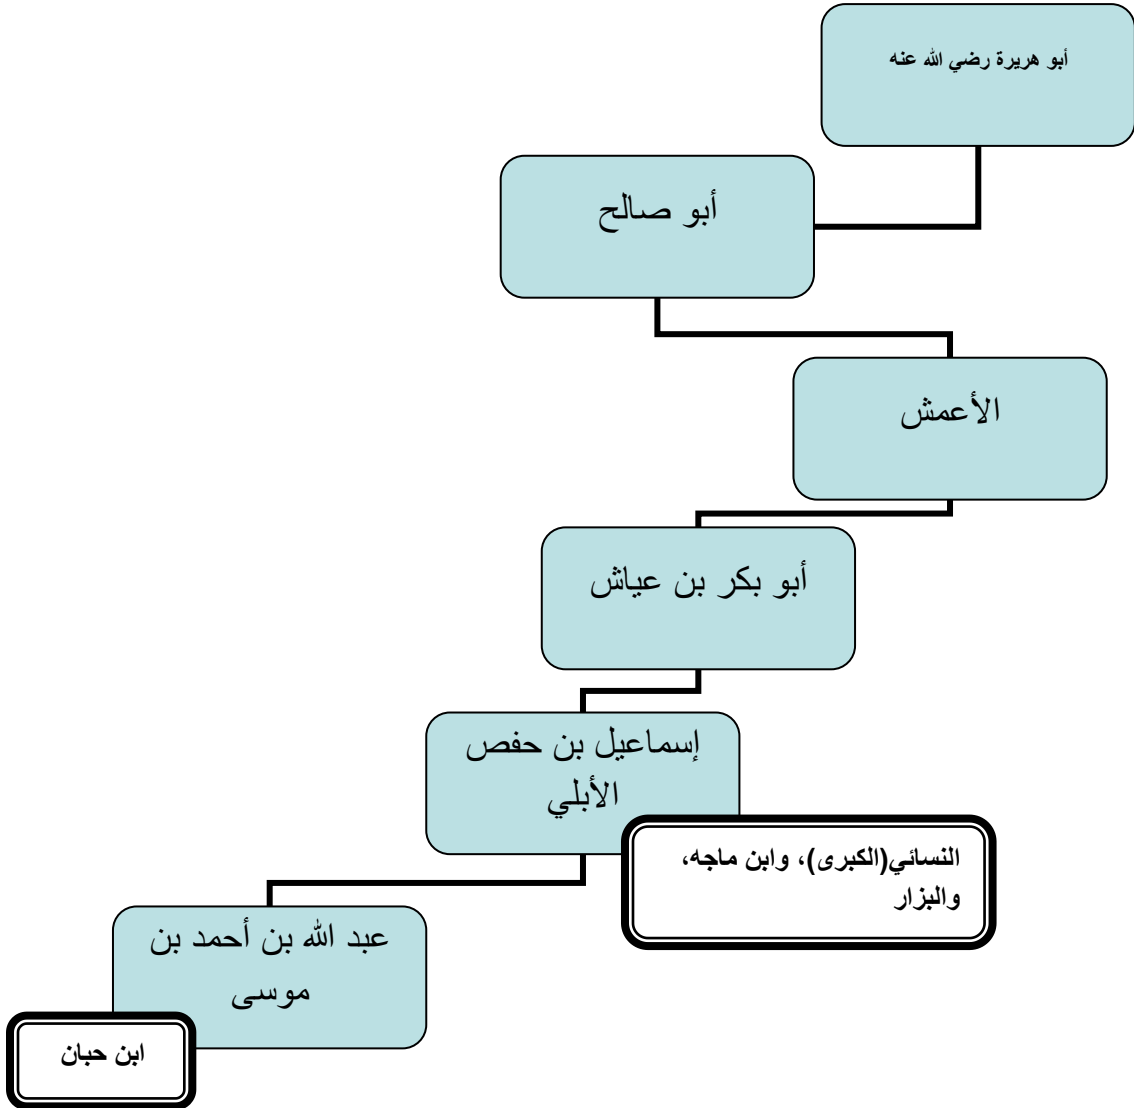 أبو هريرة رضي الله عنه
أبو صالح
الأعمش
أبو بكر بن عياش
إسماعيل بن حفص
الأبلي
النسائي(الكبرى)، وابن ماجه،
والبزار
عبد الله بن أحمد بن
موسى
ابن حبان